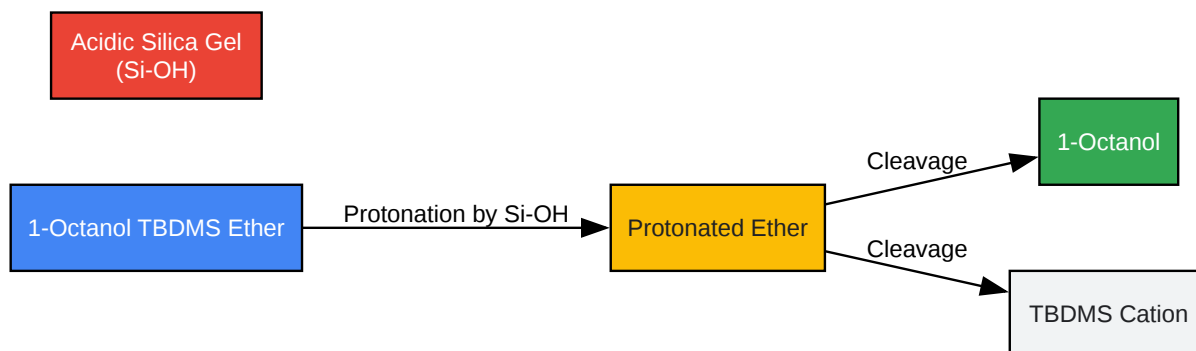 Acidic Silica Gel
(Si-OH)
1-Octanol TBDMS Ether
Protonation by Si-OH
Protonated Ether
Cleavage
1-Octanol
Cleavage
TBDMS Cation